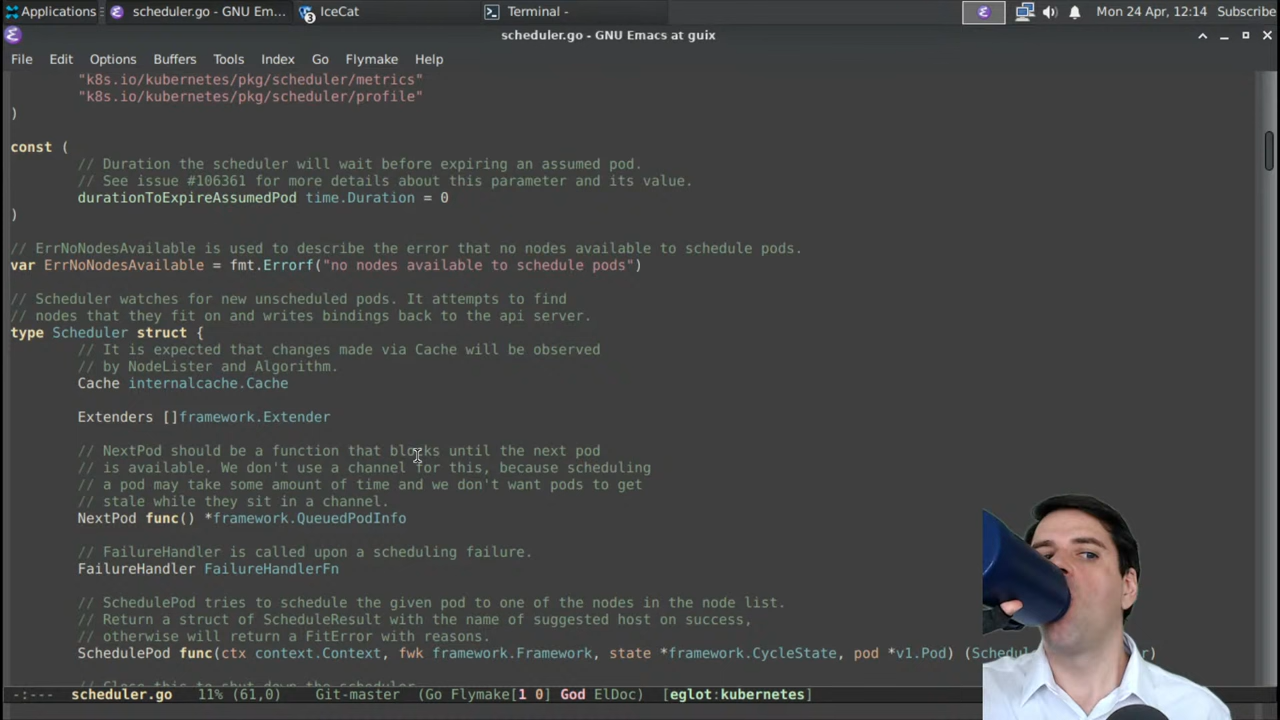 Applications scheduler.go - GNU Em... 3 IceCat Terminal - Mon 24 Apr, 12:14 Subscribe
scheduler.go - GNU Emacs at guix
File Edit Options Buffers Tools Index Go Flymake Help
"k8s.io/kubernetes/pkg/scheduler/metrics"
"k8s.io/kubernetes/pkg/scheduler/profile"
)
const (
// Duration the scheduler will wait before expiring an assumed pod.
// See issue #106361 for more details about this parameter and its value.
durationToExpireAssumedPod time.Duration = 0
)
// ErrNoNodesAvailable is used to describe the error that no nodes available to schedule pods.
var ErrNoNodesAvailable = fmt.Errorf("no nodes available to schedule pods")
// Scheduler watches for new unscheduled pods. It attempts to find
// nodes that they fit on and writes bindings back to the api server.
type Scheduler struct {
// It is expected that changes made via Cache will be observed
// by NodeLister and Algorithm.
Cache internalcache.Cache
Extenders []framework.Extender
// NextPod should be a function that blocks until the next pod
// is available. We don't use a channel for this, because scheduling
// a pod may take some amount of time and we don't want pods to get
// stale while they sit in a channel.
NextPod func() *framework.QueuedPodInfo
// FailureHandler is called upon a scheduling failure.
FailureHandler FailureHandlerFn
// SchedulePod tries to schedule the given pod to one of the nodes in the node list.
// Return a struct of ScheduleResult with the name of suggested host on success,
// otherwise will return a FitError with reasons.
SchedulePod func(ctx context.Context, fwk framework.Framework, state *framework.CycleState, pod *v1.Pod) (
// Close this to shut down the scheduler
-:--- scheduler.go 11% (61,0) Git-master (Go Flymake[1 0] God ElDoc) [eglot:kubernetes]